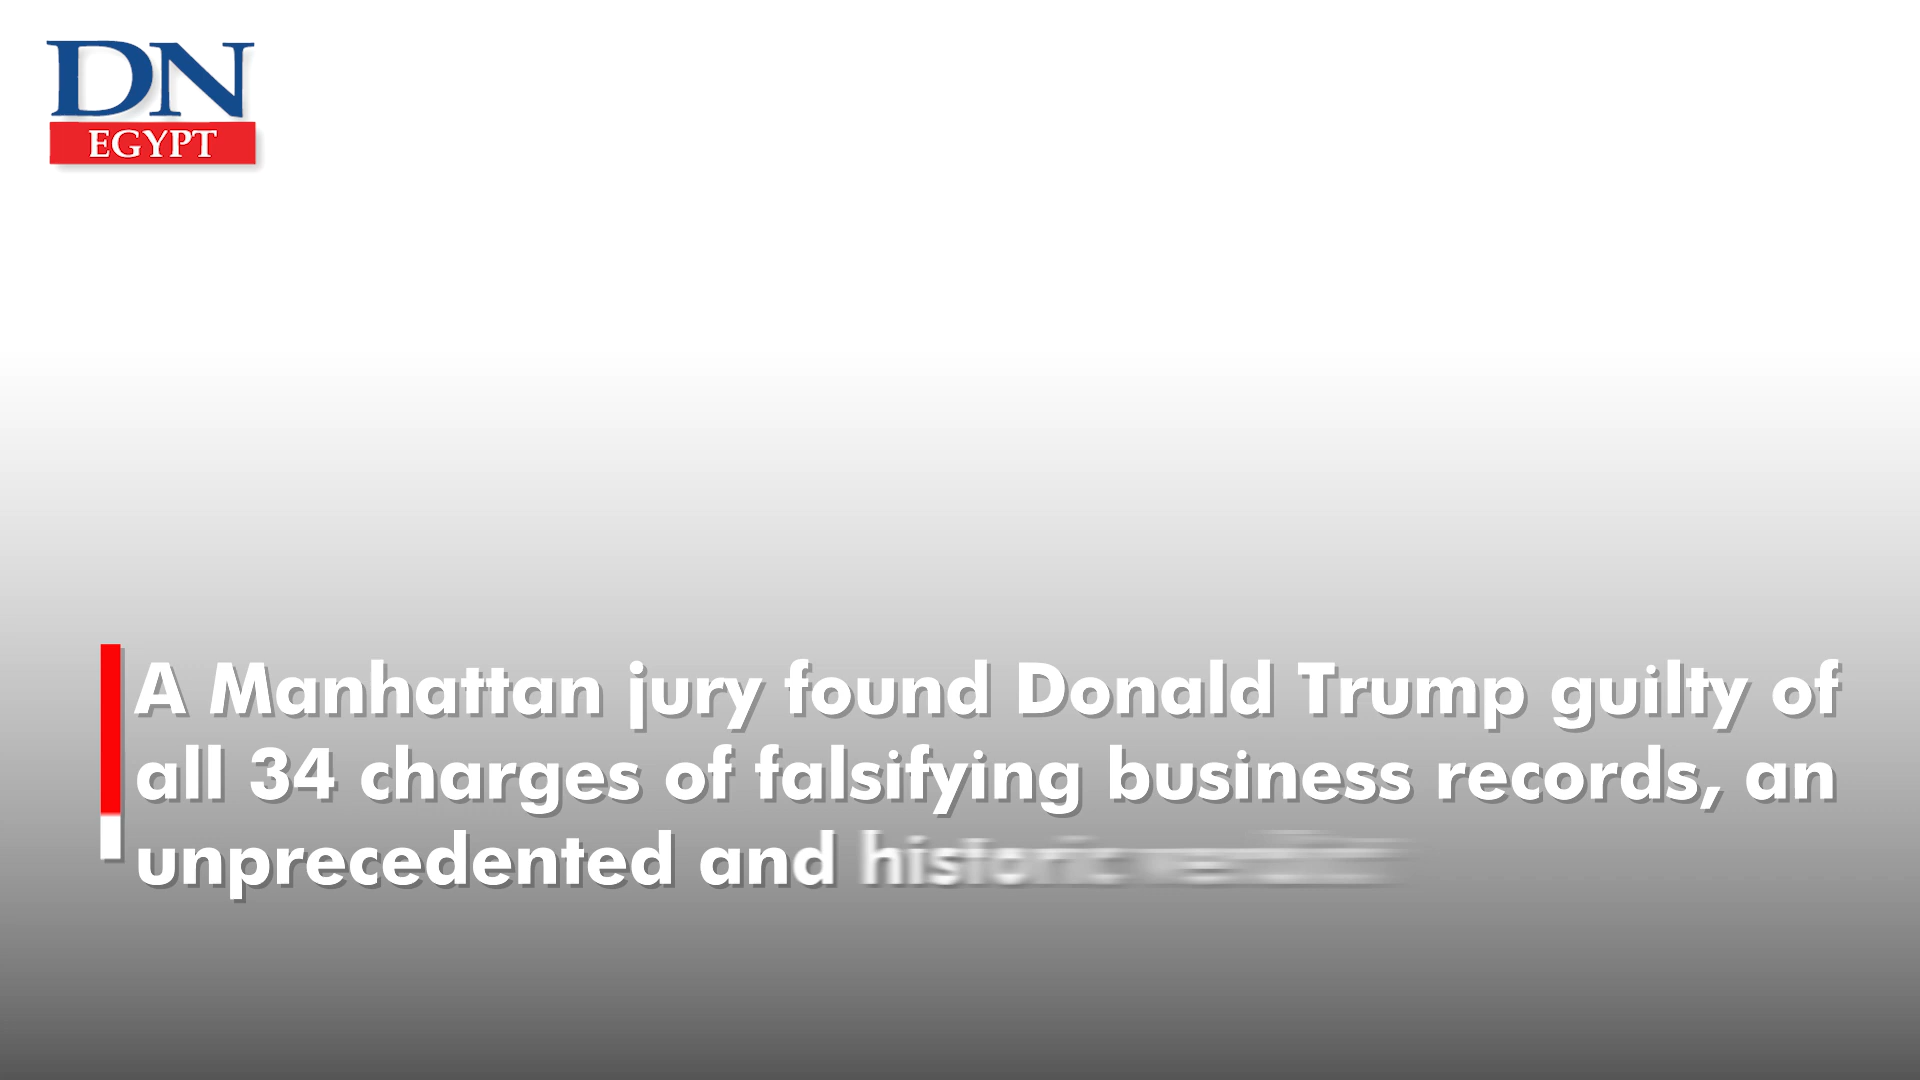 DN
EGYPT
A Manhattan jury found Donald Trump guilty of
all 34 charges of falsifying business records, an
unprecedented and historic